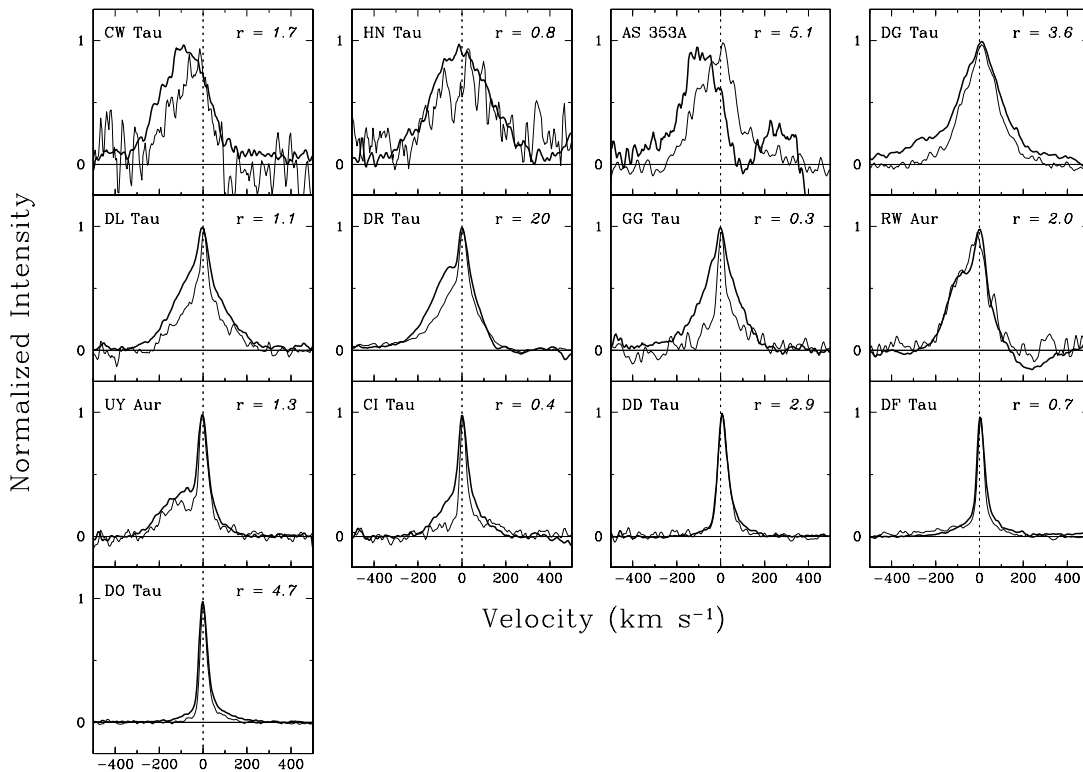 CW Tau r = 1.7
HN Tau r = 0.8
AS 353A r = 5.1
DG Tau r = 3.6
1 1 1 1
0 0 0 0
DL Tau r = 1.1
DR Tau r = 20
GG Tau r = 0.3
RW Aur r = 2.0
1 1 1 1
0 0 0 0
UY Aur r = 1.3
CI Tau r = 0.4
DD Tau r = 2.9
DF Tau r = 0.7
1 1 1 1
0 0 0 0
-400 -200 0 200 400
-400 -200 0 200 400
-400 -200 0 200 400
DO Tau r = 4.7
1
0
-400 -200 0 200 400
Normalized Intensity
Velocity (km s⁻¹)